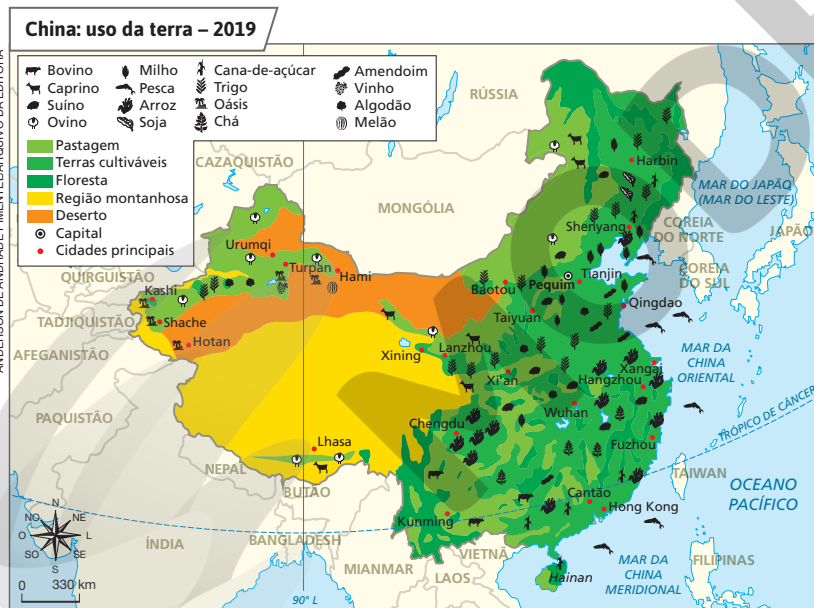 China: uso da terra – 2019
Bovino
Caprino
Suíno
Ovino
Milho
Pesca
Arroz
Soja
Cana-de-açúcar
Trigo
Oásis
Chá
Amendoim
Vinho
Algodão
Melão
Pastagem
Terras cultiváveis
Floresta
Região montanhosa
Deserto
Capital
Cidades principais
RÚSSIA
CAZAQUISTÃO
MONGÓLIA
Harbin
MAR DO JAPÃO
(MAR DO LESTE)
COREIA
DO NORTE
JAPÃO
Shenyang
Urumqi
Turpan
Hami
QUIRGUISTÃO
COREIA
DO SUL
Kashi
Baotou
Pequim
Tianjin
TADJIQUISTÃO
Shache
Taiyuan
Qingdao
AFEGANISTÃO
Hotan
Xining
Lanzhou
MAR DA
CHINA
ORIENTAL
Xi'an
Xangai
Hangzhou
PAQUISTÃO
Wuhan
Chengdu
TRÓPICO DE CÂNCER
Lhasa
Fuzhou
NEPAL
TAIWAN
BUTÃO
OCEANO
PACÍFICO
Cantão
Hong Kong
Kunming
ÍNDIA
BANGLADESH
VIETNÃ
MIANMAR
LAOS
Hainan
MAR DA
CHINA
MERIDIONAL
FILIPINAS
N
NO
NE
O
L
SO
SE
S
0 330 km
90° L